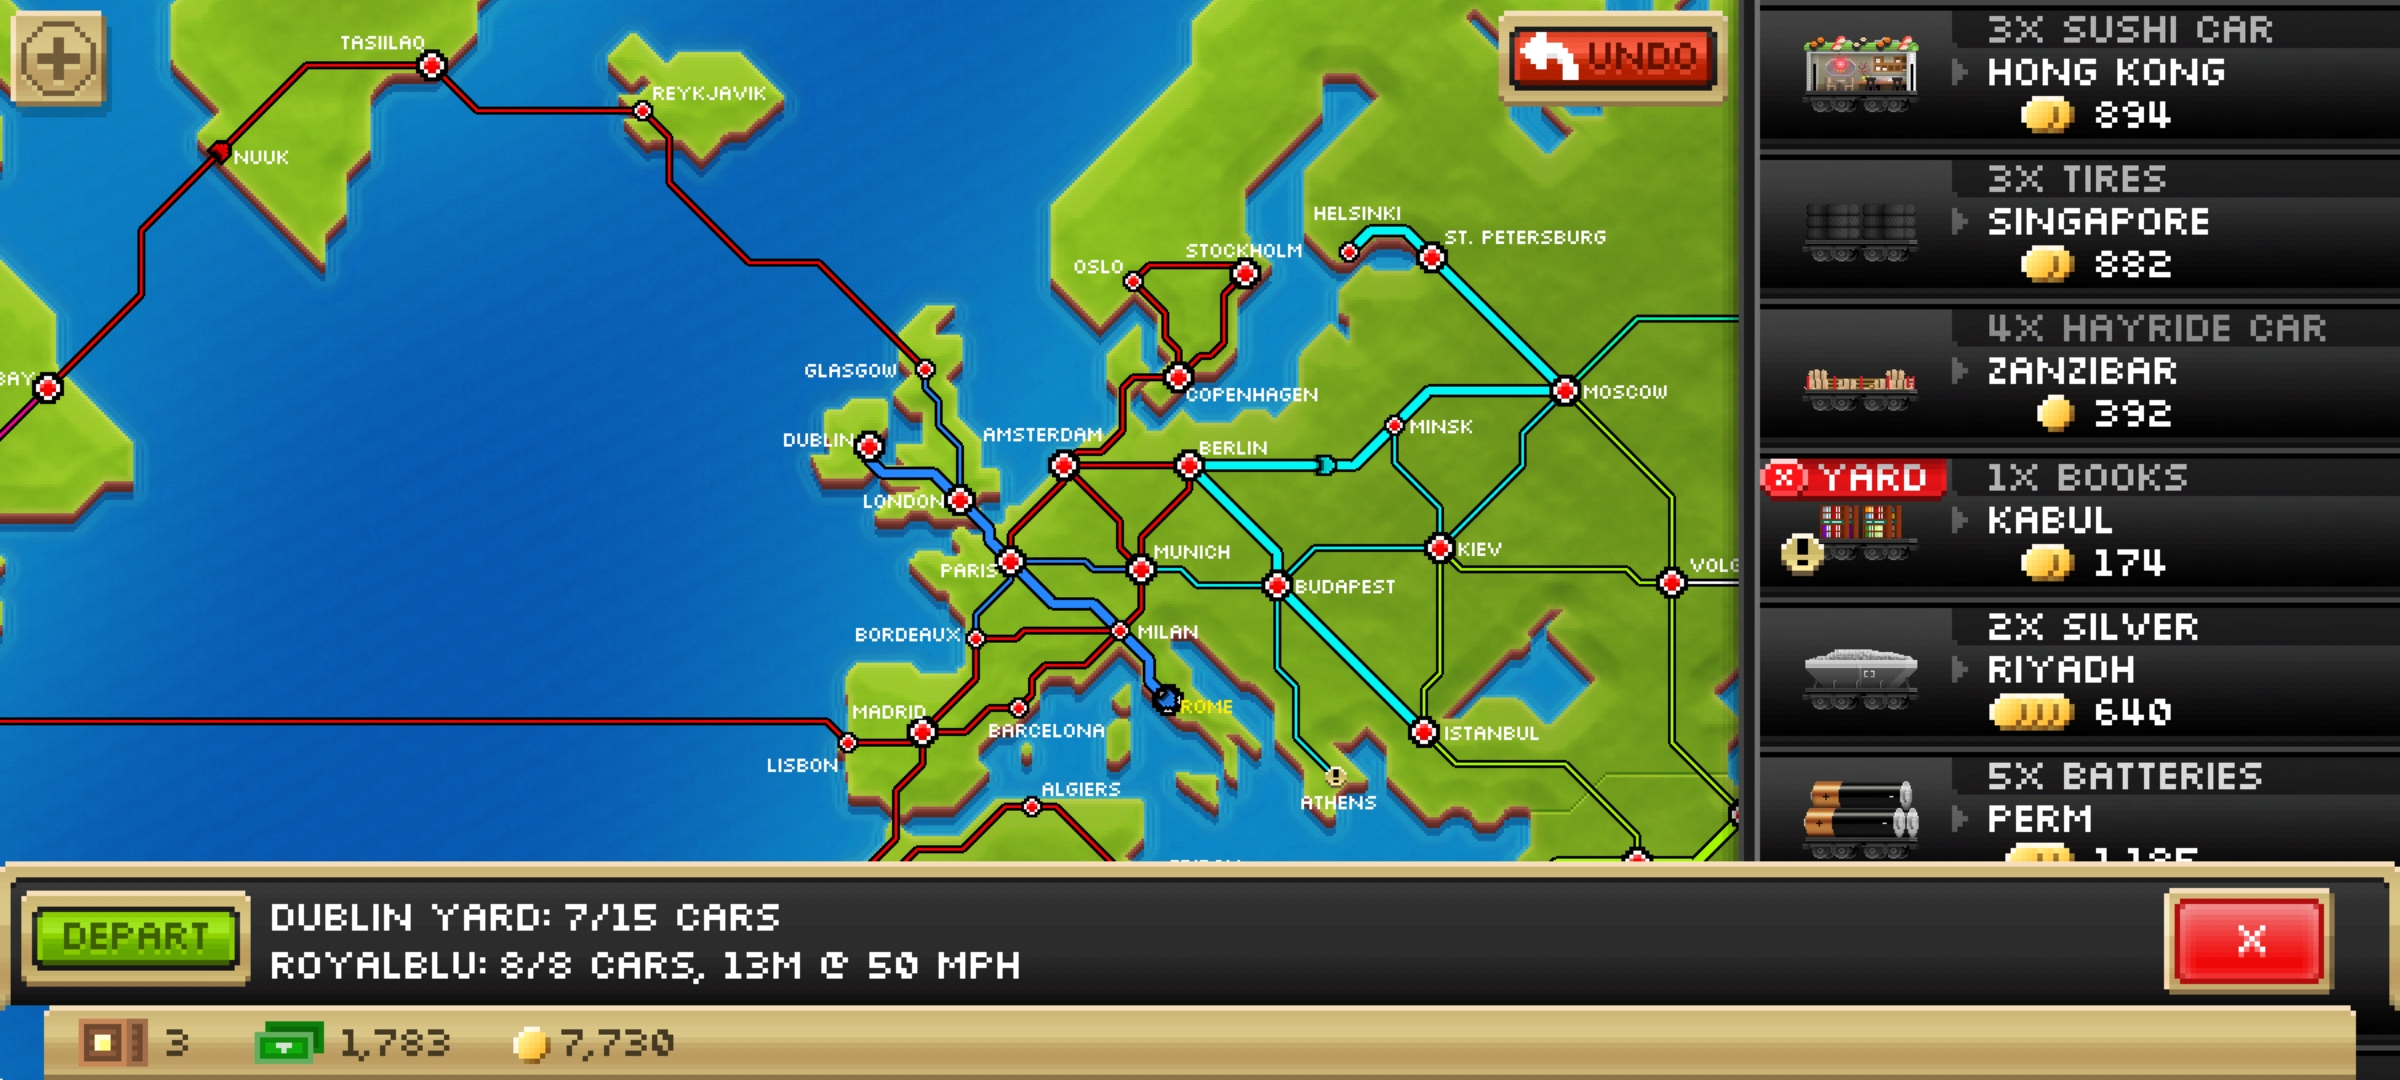 TASIILAQ
REYKJAVIK
NUUK
HELSINKI
ST. PETERSBURG
STOCKHOLM
OSLO
GLASGOW
BAY
COPENHAGEN
MOSCOW
MINSK
DUBLIN
AMSTERDAM
BERLIN
LONDON
PARIS
MUNICH
KIEV
VOLG
BUDAPEST
BORDEAUX
MILAN
MADRID
ROME
BARCELONA
ISTANBUL
LISBON
ATHENS
ALGIERS
UNDO
3X SUSHI CAR
HONG KONG
894
3X TIRES
SINGAPORE
882
4X HAYRIDE CAR
ZANZIBAR
392
YARD
1X BOOKS
KABUL
174
2X SILVER
RIYADH
640
5X BATTERIES
PERM
DEPART
DUBLIN YARD: 7/15 CARS
ROYALBLU: 8/8 CARS, 13M @ 50 MPH
X
3
1,783
7,730